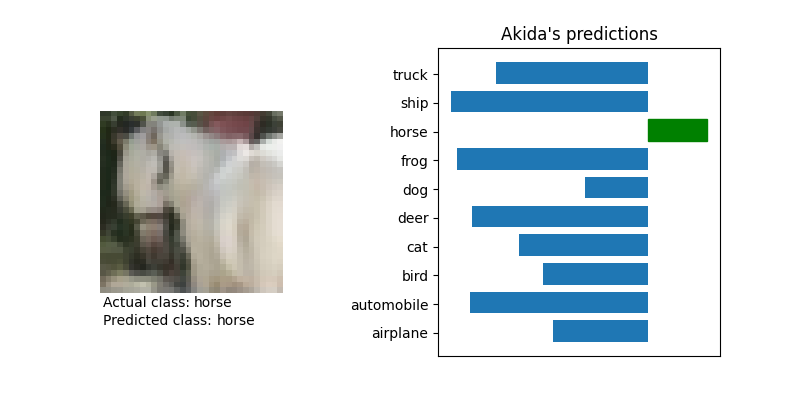 Akida's predictions
truck
ship
horse
frog
dog
deer
cat
bird
automobile
airplane
Actual class: horse
Predicted class: horse